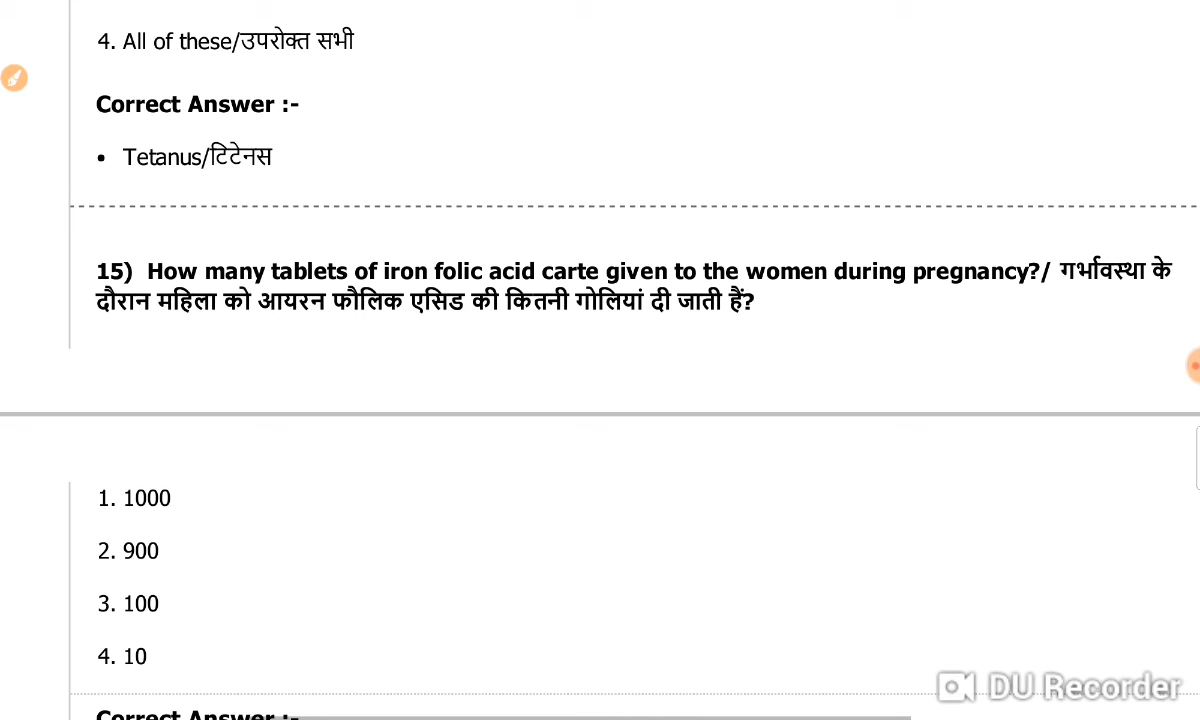 4. All of these/उपरोक्त सभी
Correct Answer :-
• Tetanus/टिटेनस
15) How many tablets of iron folic acid carte given to the women during pregnancy?/ गर्भावस्था के
दौरान महिला को आयरन फौलिक एसिड की कितनी गोलियां दी जाती हैं?
1. 1000
2. 900
3. 100
4. 10
DU Recorder
Correct Answer :-